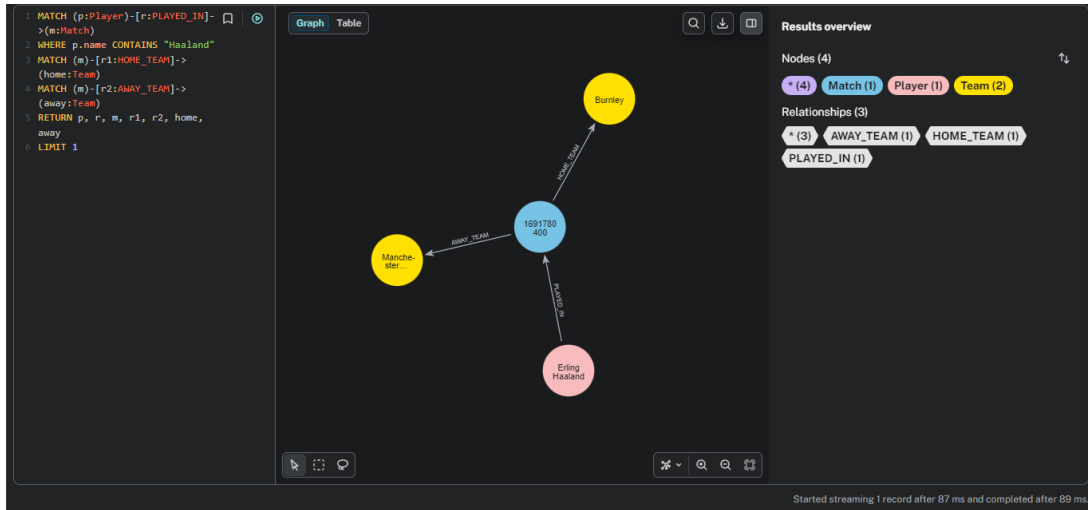 1 MATCH (p:Player)-[r:PLAYED_IN]-
>(m:Match)
2 WHERE p.name CONTAINS "Haaland"
3 MATCH (m)-[r1:HOME_TEAM]->
(home:Team)
4 MATCH (m)-[r2:AWAY_TEAM]->
(away:Team)
5 RETURN p, r, m, r1, r2, home,
away
6 LIMIT 1
Graph Table
Burnley
HOME_TEAM
1691780
400
AWAY_TEAM
Manche-
ster...
PLAYED_IN
Erling
Haaland
Results overview
Nodes (4)
* (4) Match (1) Player (1) Team (2)
Relationships (3)
* (3) AWAY_TEAM (1) HOME_TEAM (1)
PLAYED_IN (1)
Started streaming 1 record after 87 ms and completed after 89 ms.